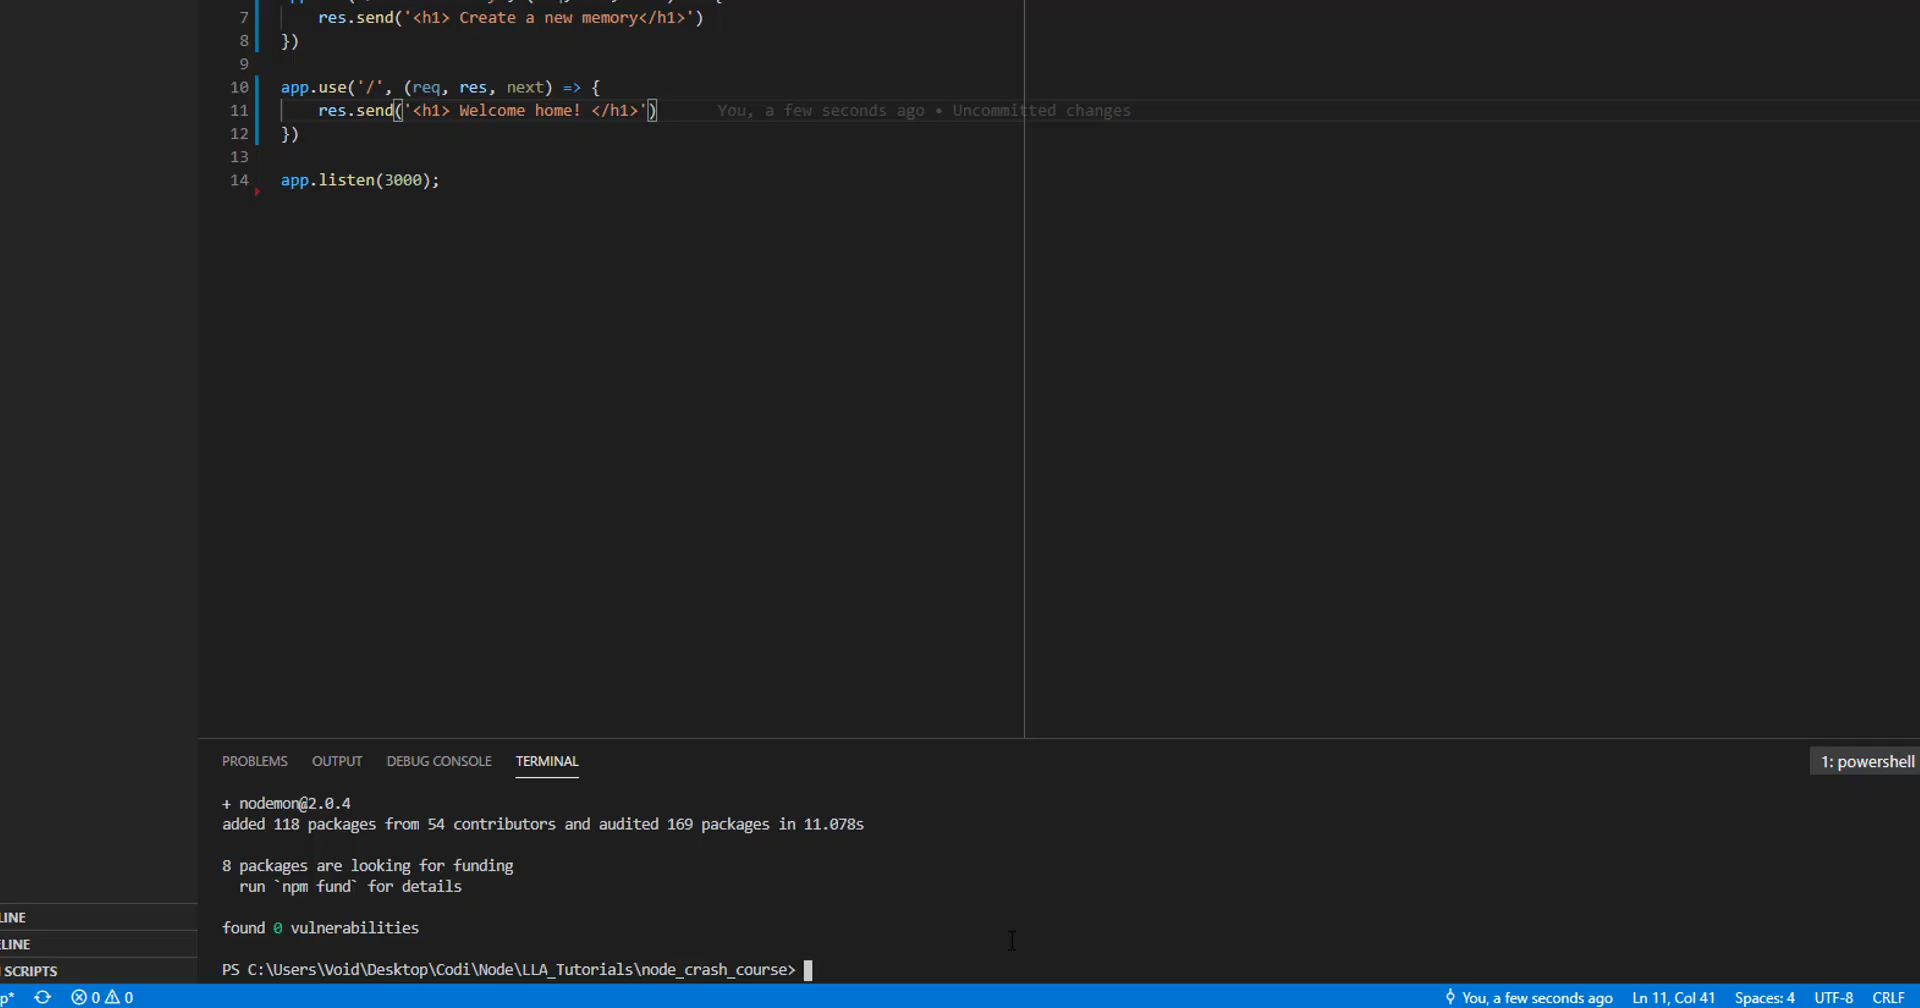 7 res.send('<h1> Create a new memory</h1>')
8 })
9
10 app.use('/', (req, res, next) => {
11 res.send('<h1> Welcome home! </h1>') You, a few seconds ago • Uncommitted changes
12 })
13
14 app.listen(3000);
PROBLEMS OUTPUT DEBUG CONSOLE TERMINAL 1: powershell
+ nodemon@2.0.4
added 118 packages from 54 contributors and audited 169 packages in 11.078s
8 packages are looking for funding
run `npm fund` for details
found 0 vulnerabilities
PS C:\Users\Void\Desktop\Codi\Node\LLA_Tutorials\node_crash_course>
LINE
ELINE
SCRIPTS
p* 0 0 You, a few seconds ago Ln 11, Col 41 Spaces: 4 UTF-8 CRLF